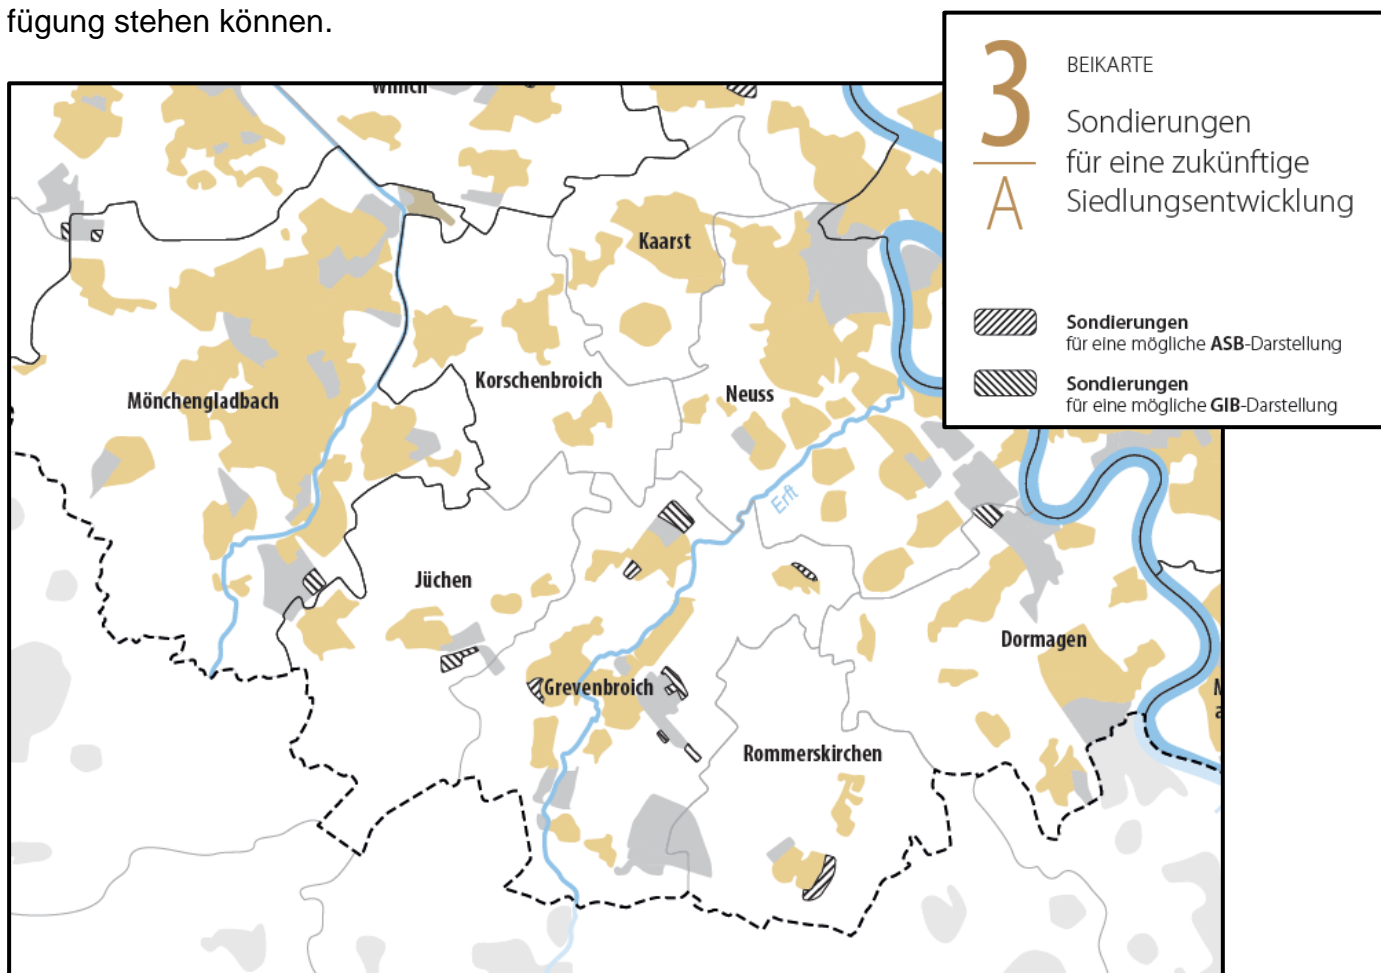 fügung stehen können.
3
A
BEIKARTE
Sondierungen
für eine zukünftige
Siedlungsentwicklung
Sondierungen
für eine mögliche ASB-Darstellung
Sondierungen
für eine mögliche GIB-Darstellung
Kaarst
Korschenbroich
Neuss
Mönchengladbach
Erft
Jüchen
Dormagen
Grevenbroich
Rommerskirchen